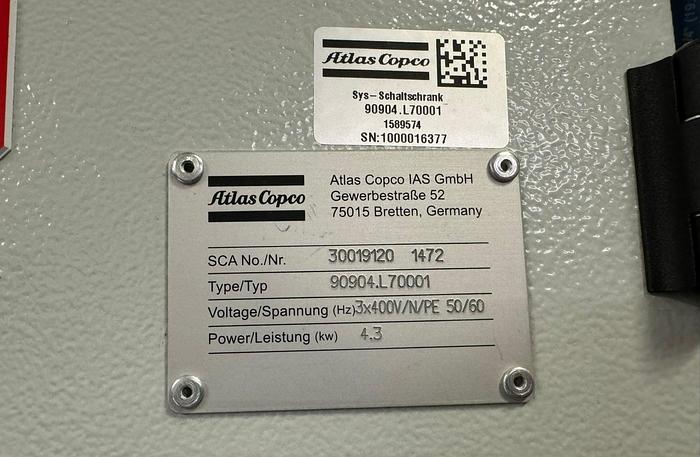 Atlas Copco
Sys-Schaltschrank
90904.L70001
1589574
SN:1000016377
Atlas Copco
Atlas Copco IAS GmbH
Gewerbestraße 52
75015 Bretten, Germany
SCA No./Nr. 30019120 1472
Type/Typ 90904.L70001
Voltage/Spannung (Hz) 3x400V/N/PE 50/60
Power/Leistung (kw) 4.3